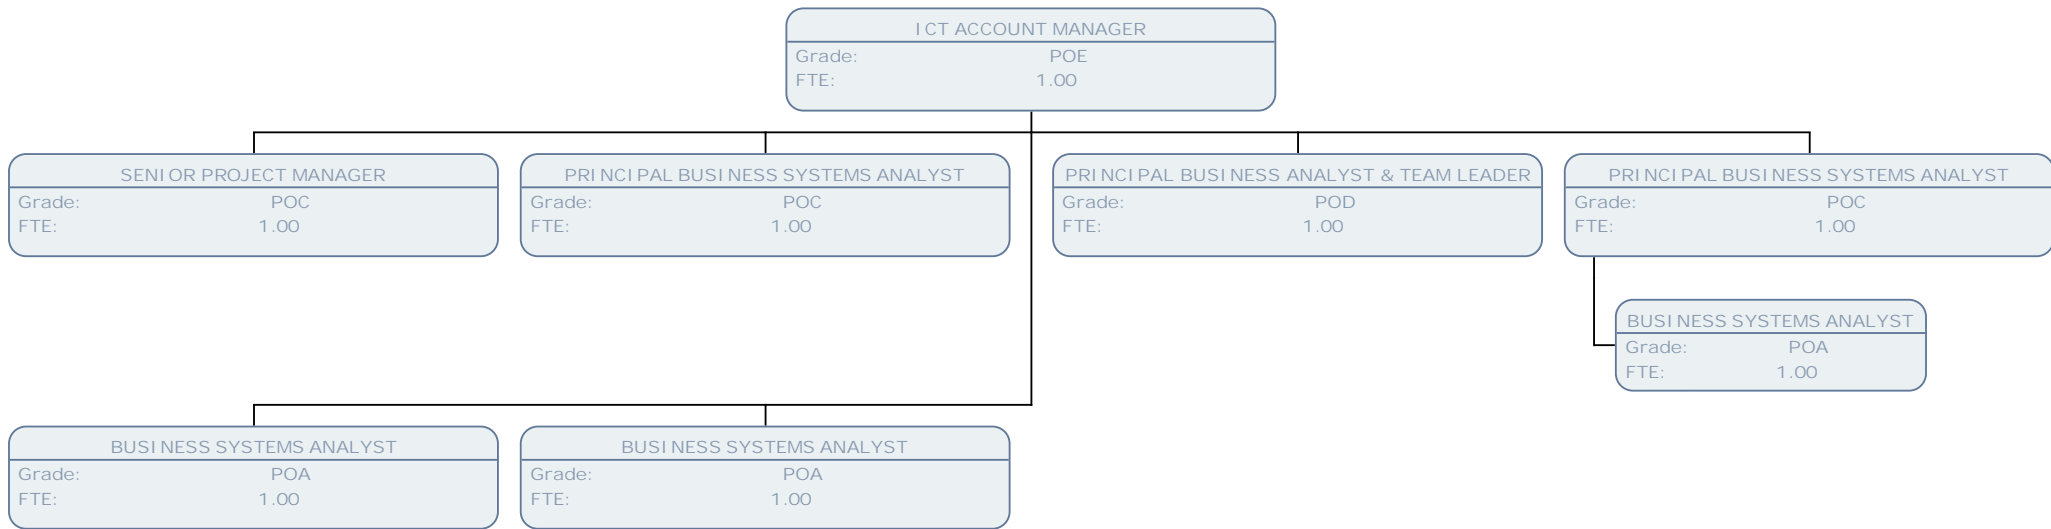 ICT ACCOUNT MANAGER
Grade: POE
FTE: 1.00
SENIOR PROJECT MANAGER
Grade: POC
FTE: 1.00
PRINCIPAL BUSINESS SYSTEMS ANALYST
Grade: POC
FTE: 1.00
PRINCIPAL BUSINESS ANALYST & TEAM LEADER
Grade: POD
FTE: 1.00
PRINCIPAL BUSINESS SYSTEMS ANALYST
Grade: POC
FTE: 1.00
BUSINESS SYSTEMS ANALYST
Grade: POA
FTE: 1.00
BUSINESS SYSTEMS ANALYST
Grade: POA
FTE: 1.00
BUSINESS SYSTEMS ANALYST
Grade: POA
FTE: 1.00